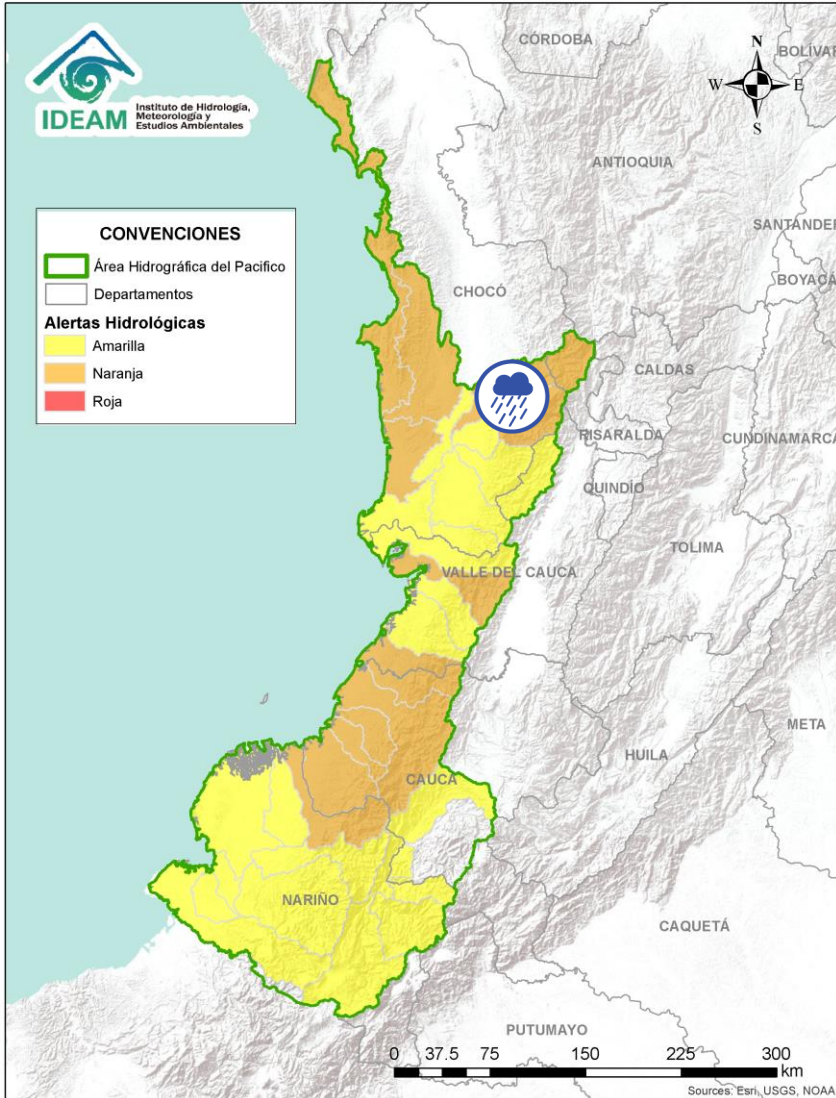 IDEAM
Instituto de Hidrología,
Meteorología y
Estudios Ambientales
CÓRDOBA
BOLÍVAR
N
W
E
S
ANTIOQUIA
SANTANDER
BOYACÁ
CONVENCIONES
Área Hidrográfica del Pacifico
Departamentos
Alertas Hidrológicas
Amarilla
Naranja
Roja
CHOCÓ
CALDAS
RISARALDA
CUNDINAMARCA
QUINDÍO
TOLIMA
VALLE DEL CAUCA
META
HUILA
CAUCA
NARIÑO
CAQUETÁ
PUTUMAYO
0 37.5 75 150 225 300
km
Sources: Esri, USGS, NOAA